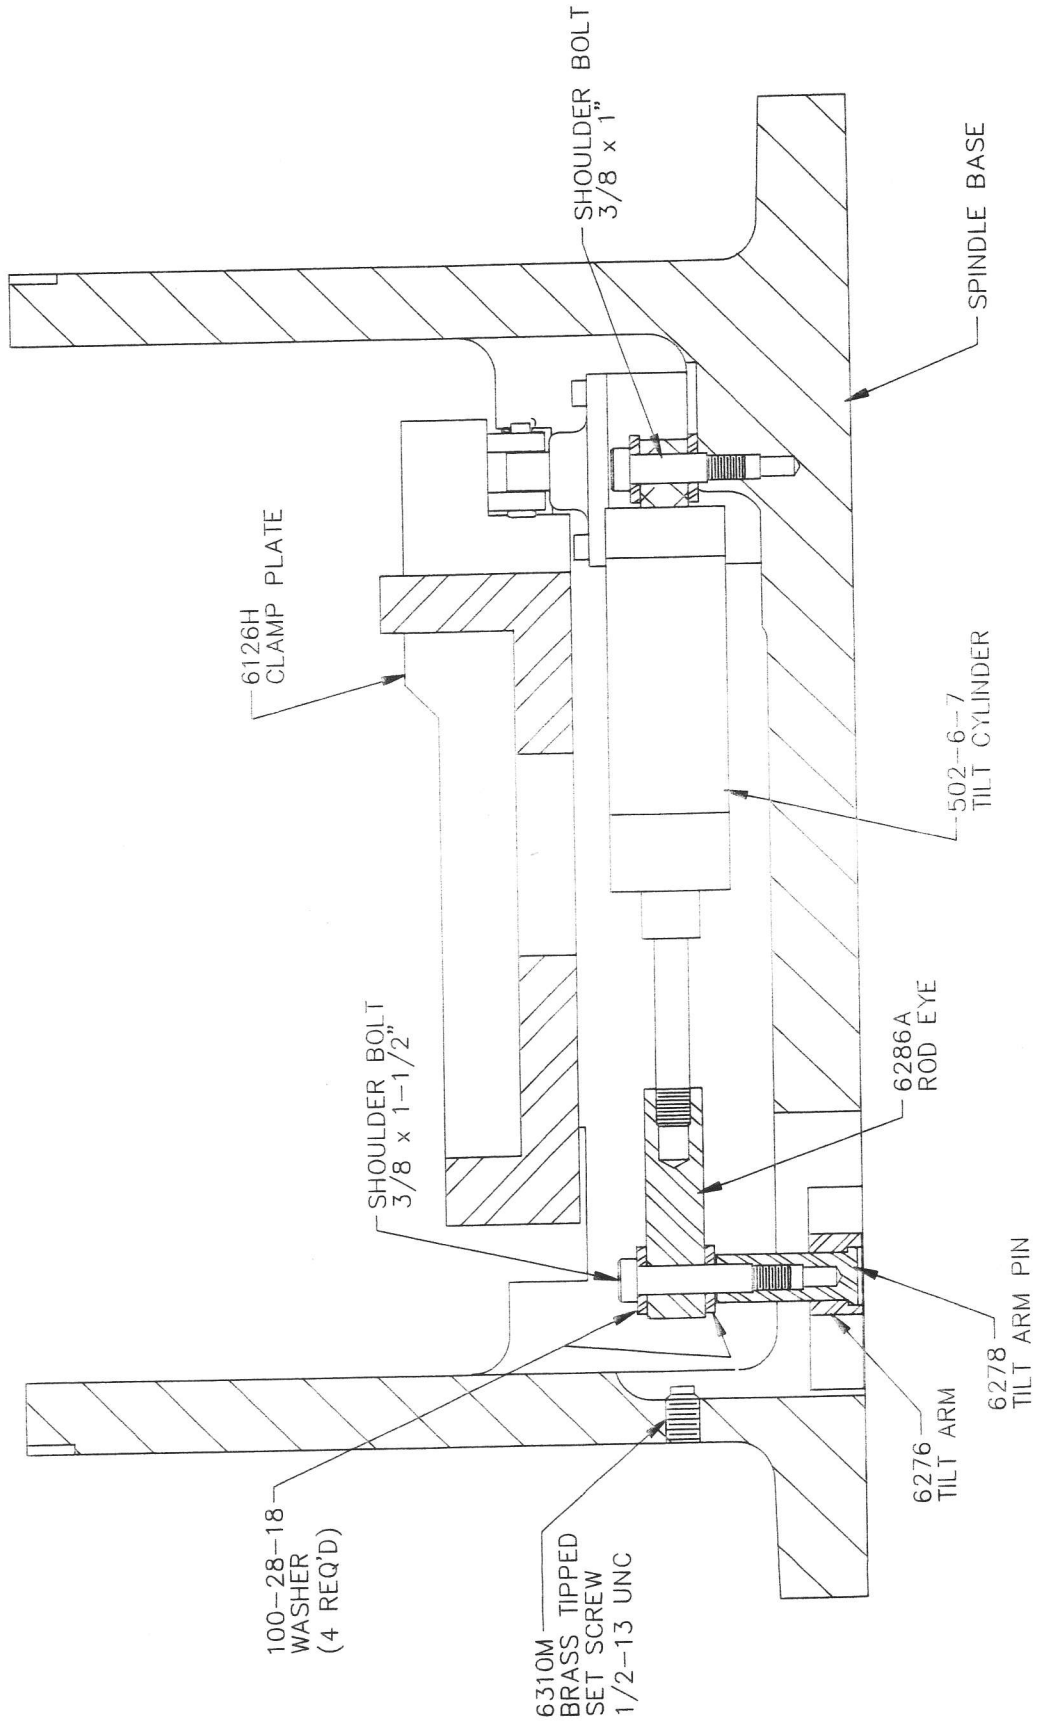 100-28-18
WASHER
(4 REQ'D)
6310M
BRASS TIPPED
SET SCREW
1/2-13 UNC
SHOULDER BOLT
3/8 x 1-1/2"
6126H
CLAMP PLATE
SHOULDER BOLT
3/8 x 1"
6276
TILT ARM
6278
TILT ARM PIN
6286A
ROD EYE
502-6-7
TILT CYLINDER
SPINDLE BASE